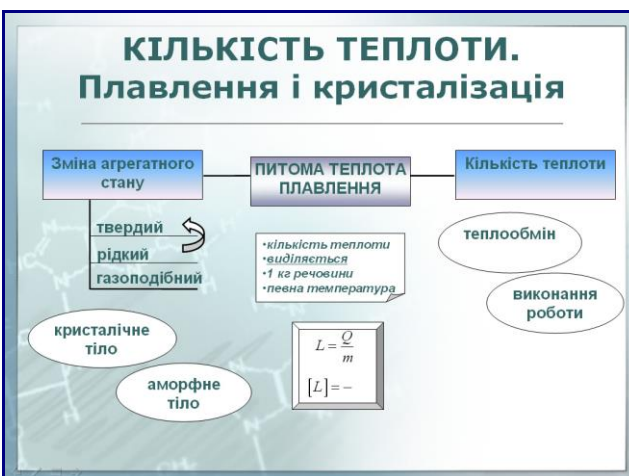 КІЛЬКІСТЬ ТЕПЛОТИ.
Плавлення і кристалізація
Зміна агрегатного
стану
ПИТОМА ТЕПЛОТА
ПЛАВЛЕННЯ
Кількість теплоти
твердий
рідкий
газоподібний
•кількість теплоти
•виділяється
•1 кг речовини
•певна температура
теплообмін
виконання
роботи
кристалічне
тіло
аморфне
тіло
L = Q/m
[L] = −